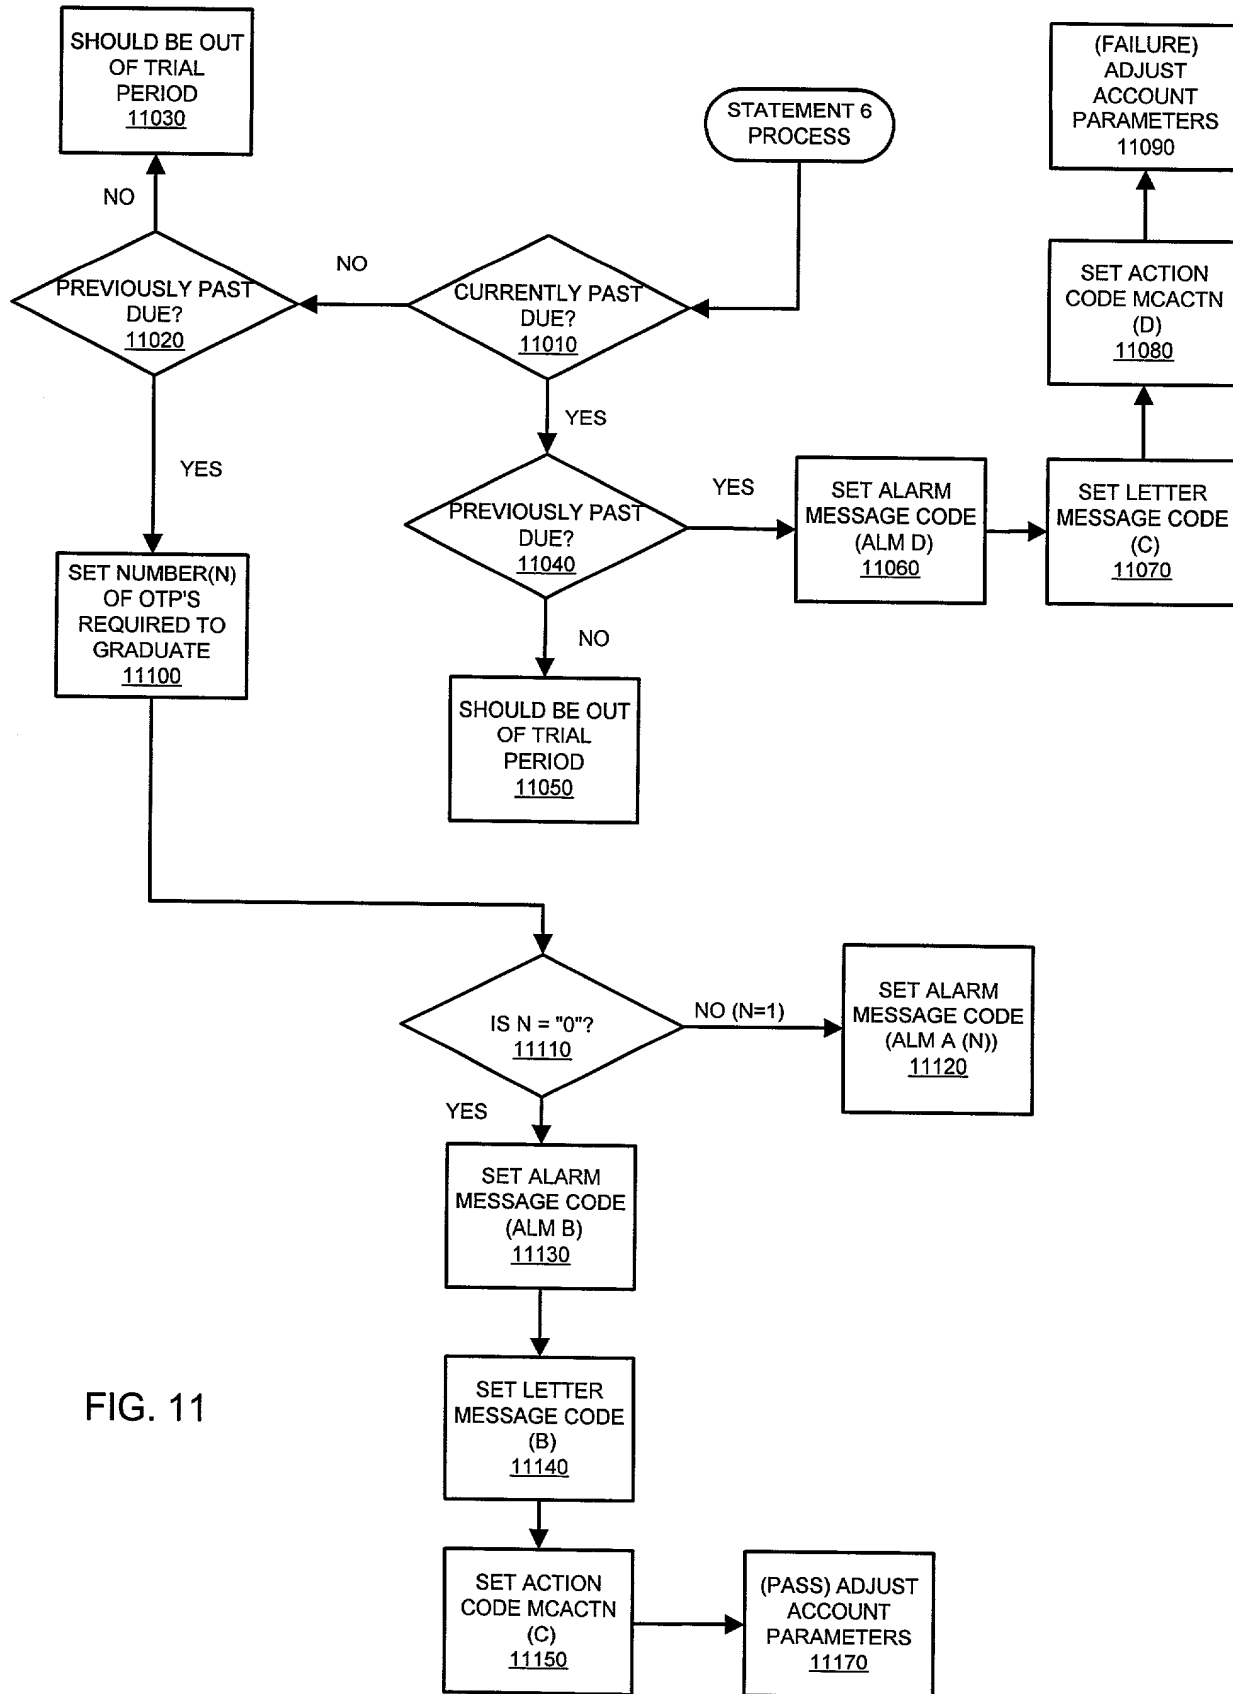 SHOULD BE OUT
OF TRIAL
PERIOD
11030
STATEMENT 6
PROCESS
(FAILURE)
ADJUST
ACCOUNT
PARAMETERS
11090
NO
PREVIOUSLY PAST
DUE?
11020
NO
CURRENTLY PAST
DUE?
11010
SET ACTION
CODE MCACTN
(D)
11080
YES
YES
PREVIOUSLY PAST
DUE?
11040
YES
SET ALARM
MESSAGE CODE
(ALM D)
11060
SET LETTER
MESSAGE CODE
(C)
11070
SET NUMBER(N)
OF OTP'S
REQUIRED TO
GRADUATE
11100
NO
SHOULD BE OUT
OF TRIAL
PERIOD
11050
IS N = "0"?
11110
NO (N=1)
SET ALARM
MESSAGE CODE
(ALM A (N))
11120
YES
SET ALARM
MESSAGE CODE
(ALM B)
11130
SET LETTER
MESSAGE CODE
(B)
11140
FIG. 11
SET ACTION
CODE MCACTN
(C)
11150
(PASS) ADJUST
ACCOUNT
PARAMETERS
11170